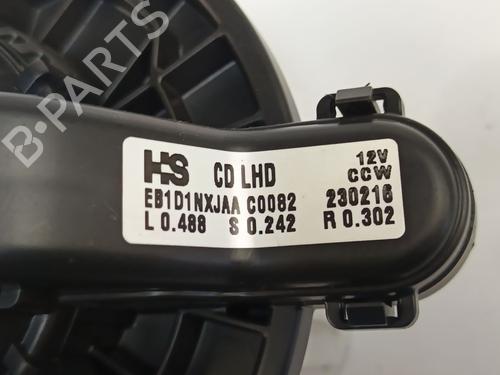 B-PARTS
HS CD LHD 12V
CCW
EB1D1NXJAA C0082 230216
L 0.488 S 0.242 R 0.302